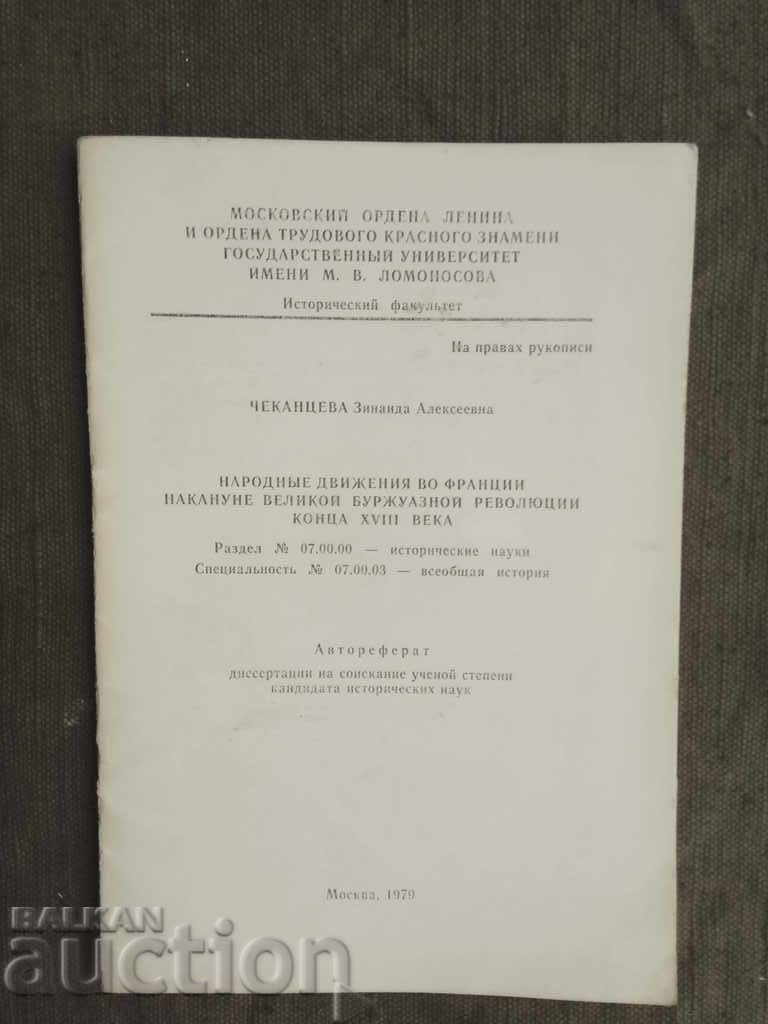 МОСКОВСКИЙ ОРДЕНА ЛЕНИНА
И ОРДЕНА ТРУДОВОГО КРАСНОГО ЗНАМЕНИ
ГОСУДАРСТВЕННЫЙ УНИВЕРСИТЕТ
ИМЕНИ М. В. ЛОМОНОСОВА
Исторический факультет
На правах рукописи
ЧЕКАНЦЕВА Зинаида Алексеевна
НАРОДНЫЕ ДВИЖЕНИЯ ВО ФРАНЦИИ
НАКАНУНЕ ВЕЛИКОЙ БУРЖУАЗНОЙ РЕВОЛЮЦИИ
КОНЦА XVIII ВЕКА
Раздел № 07.00.00 — исторические науки
Специальность № 07.00.03 — всеобщая история
Автореферат
диссертации на соискание ученой степени
кандидата исторических наук
Москва, 1979
BALKAN
auction